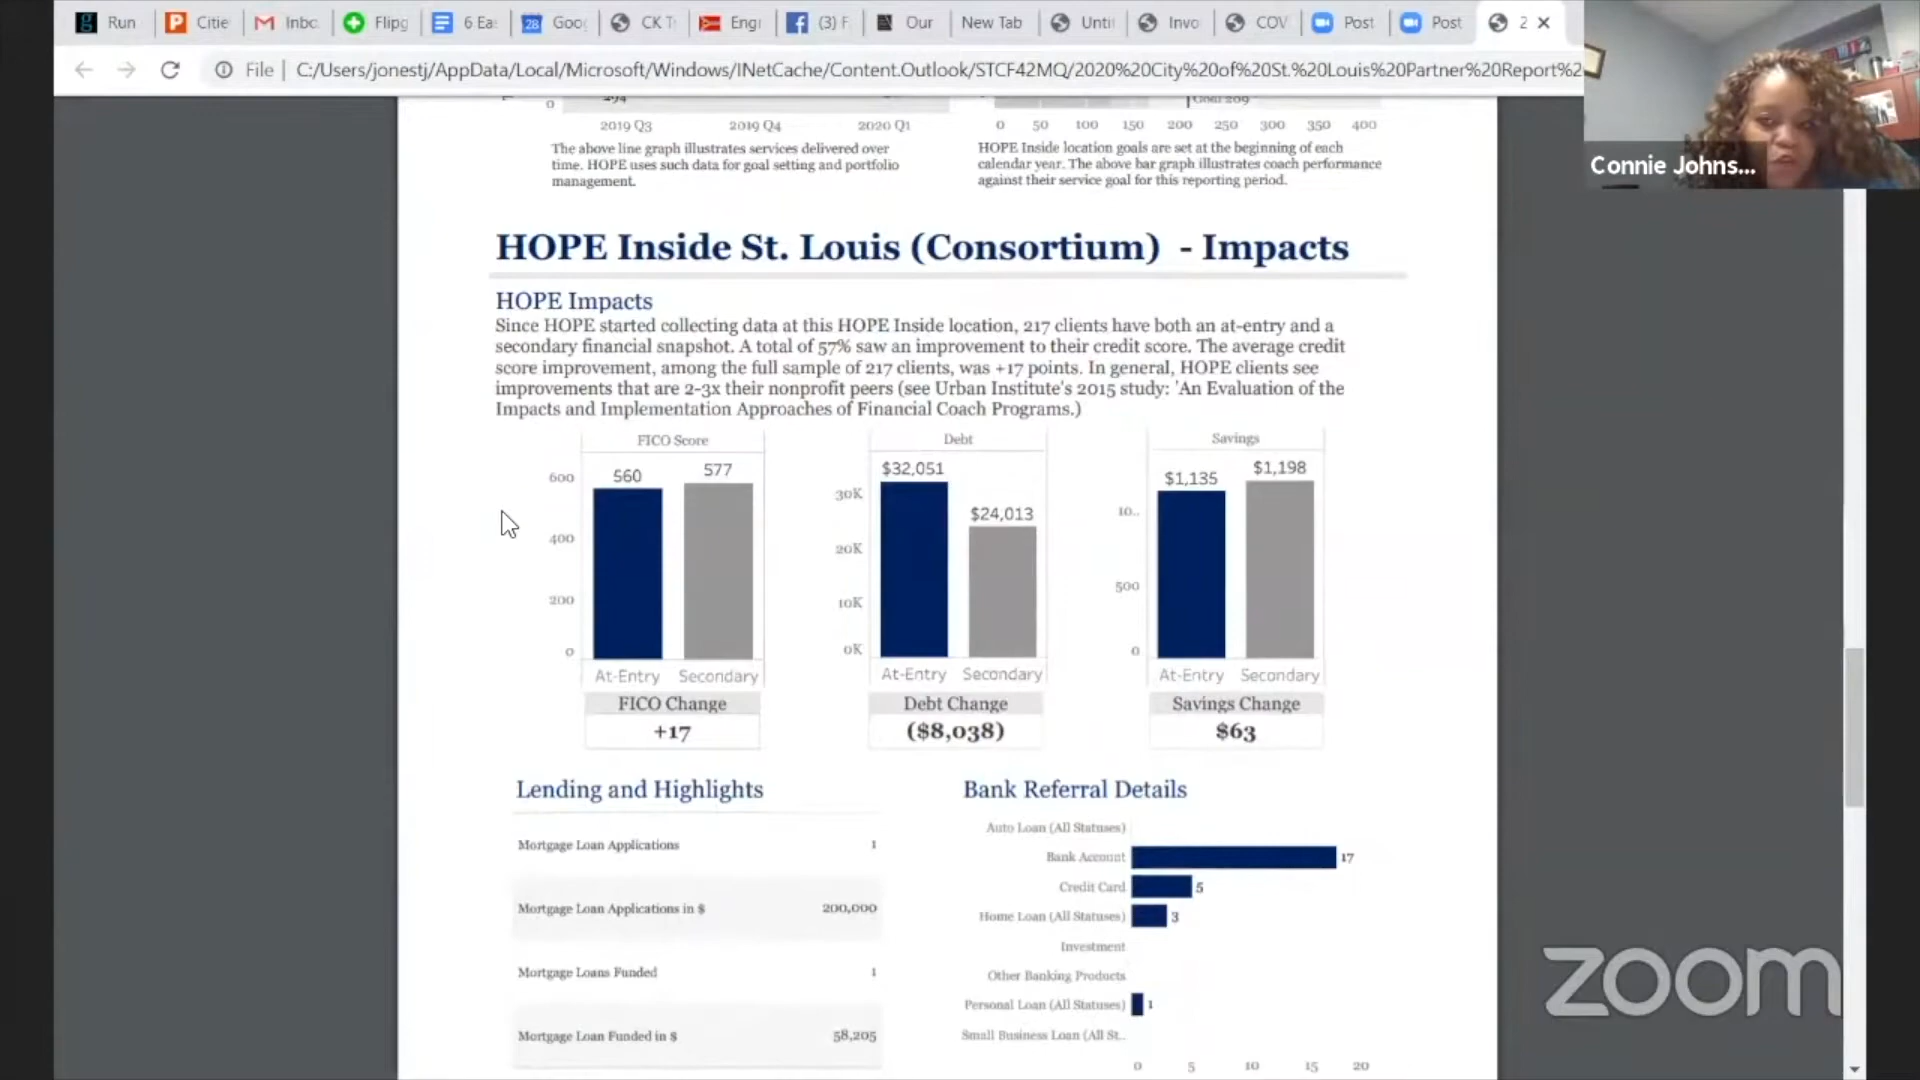 Run
Citie
Inbo
Flipg
6 Ea
28
Goo
CK T
Engi
(3) F
Our
New Tab
Unti
Invo
COV
Post
Post
2
File
C:/Users/jonestj/AppData/Local/Microsoft/Windows/INetCache/Content.Outlook/STCF42MQ/2020%20City%20of%20St.%20Louis%20Partner%20Report%2
Connie Johns...
0
294
Goal 209
2019 Q3 2019 Q4 2020 Q1
0 50 100 150 200 250 300 350 400
The above line graph illustrates services delivered over
time. HOPE uses such data for goal setting and portfolio
management.
HOPE Inside location goals are set at the beginning of each
calendar year. The above bar graph illustrates coach performance
against their service goal for this reporting period.
HOPE Inside St. Louis (Consortium) - Impacts
HOPE Impacts
Since HOPE started collecting data at this HOPE Inside location, 217 clients have both an at-entry and a
secondary financial snapshot. A total of 57% saw an improvement to their credit score. The average credit
score improvement, among the full sample of 217 clients, was +17 points. In general, HOPE clients see
improvements that are 2-3x their nonprofit peers (see Urban Institute's 2015 study: 'An Evaluation of the
Impacts and Implementation Approaches of Financial Coach Programs.)
FICO Score
600
400
200
0
560
577
At-Entry Secondary
FICO Change
+17
Debt
30K
20K
10K
0K
$32,051
$24,013
At-Entry Secondary
Debt Change
($8,038)
Savings
10..
500
0
$1,135
$1,198
At-Entry Secondary
Savings Change
$63
Lending and Highlights
Mortgage Loan Applications 1
Mortgage Loan Applications in $ 200,000
Mortgage Loans Funded 1
Mortgage Loan Funded in $ 58,205
Bank Referral Details
Auto Loan (All Statuses)
Bank Account 17
Credit Card 5
Home Loan (All Statuses) 3
Investment
Other Banking Products
Personal Loan (All Statuses) 1
Small Business Loan (All St..
0 5 10 15 20
zoom